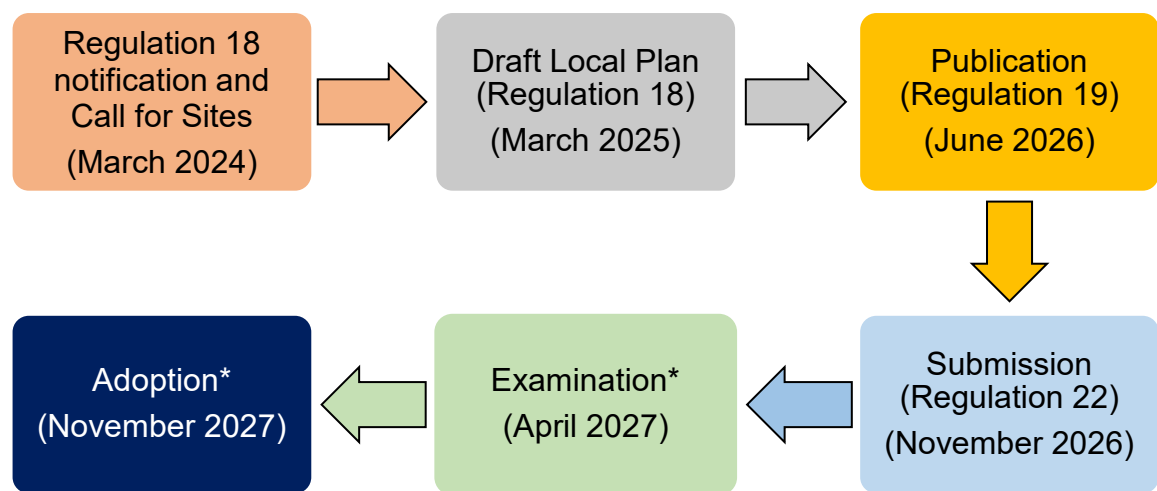 Regulation 18
notification and
Call for Sites
(March 2024)
Draft Local Plan
(Regulation 18)
(March 2025)
Publication
(Regulation 19)
(June 2026)
Submission
(Regulation 22)
(November 2026)
Examination*
(April 2027)
Adoption*
(November 2027)